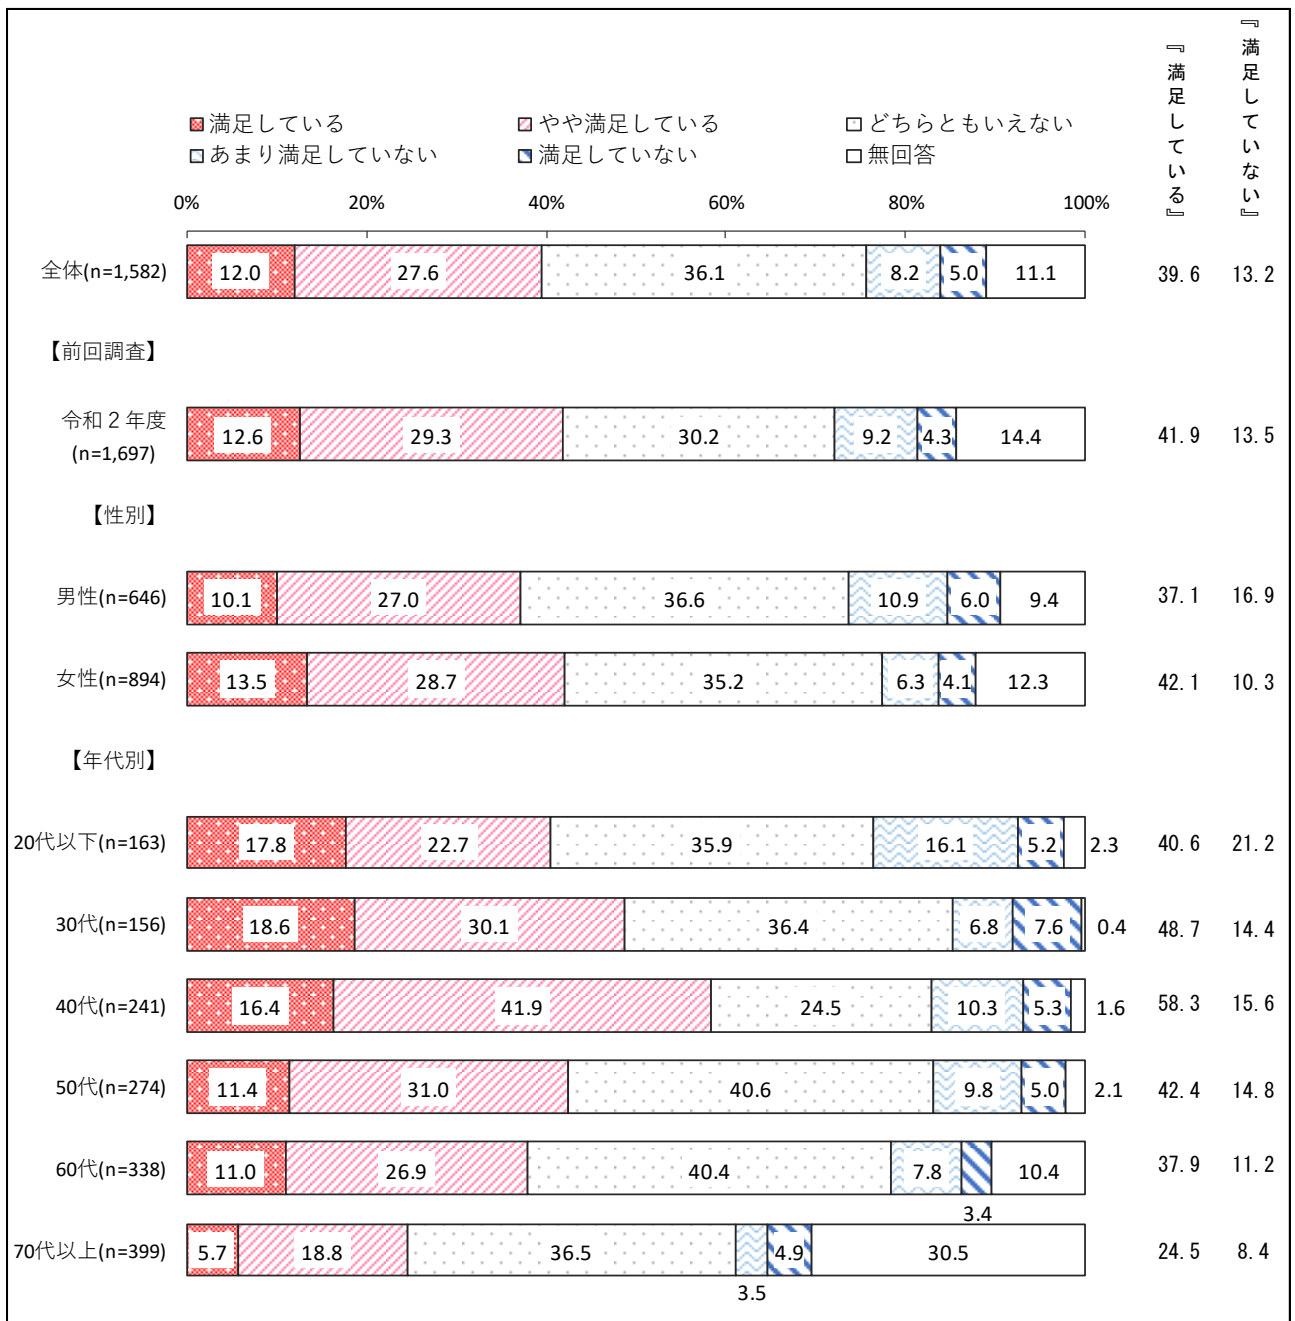 『満足している』
『満足していない』
満足している やや満足している どちらともいえない
あまり満足していない 満足していない 無回答
0% 20% 40% 60% 80% 100%
全体(n=1,582) 12.0 27.6 36.1 8.2 5.0 11.1 39.6 13.2
【前回調査】
令和２年度
(n=1,697) 12.6 29.3 30.2 9.2 4.3 14.4 41.9 13.5
【性別】
男性(n=646) 10.1 27.0 36.6 10.9 6.0 9.4 37.1 16.9
女性(n=894) 13.5 28.7 35.2 6.3 4.1 12.3 42.1 10.3
【年代別】
20代以下(n=163) 17.8 22.7 35.9 16.1 5.2 2.3 40.6 21.2
30代(n=156) 18.6 30.1 36.4 6.8 7.6 0.4 48.7 14.4
40代(n=241) 16.4 41.9 24.5 10.3 5.3 1.6 58.3 15.6
50代(n=274) 11.4 31.0 40.6 9.8 5.0 2.1 42.4 14.8
60代(n=338) 11.0 26.9 40.4 7.8 10.4 37.9 11.2
3.4
70代以上(n=399) 5.7 18.8 36.5 4.9 30.5 24.5 8.4
3.5